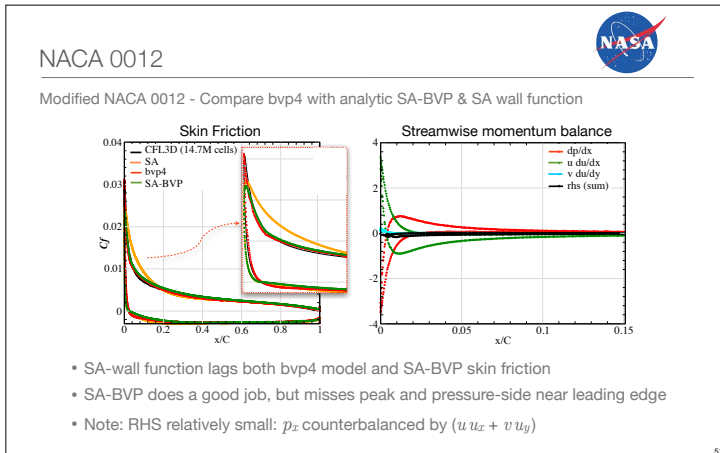 NACA 0012
NASA
Modified NACA 0012 - Compare bvp4 with analytic SA-BVP & SA wall function
Skin Friction
0.04
0.03
0.02
0.01
0
Cf
CFL3D (14.7M cells)
SA
bvp4
SA-BVP
0 0.2 0.4 0.6 0.8 1
x/C
Streamwise momentum balance
4
2
0
-2
-4
dp/dx
u du/dx
v du/dy
rhs (sum)
0 0.05 0.10 0.15
x/C
• SA-wall function lags both bvp4 model and SA-BVP skin friction
• SA-BVP does a good job, but misses peak and pressure-side near leading edge
• Note: RHS relatively small: pₓ counterbalanced by (u uₓ + v u_y)